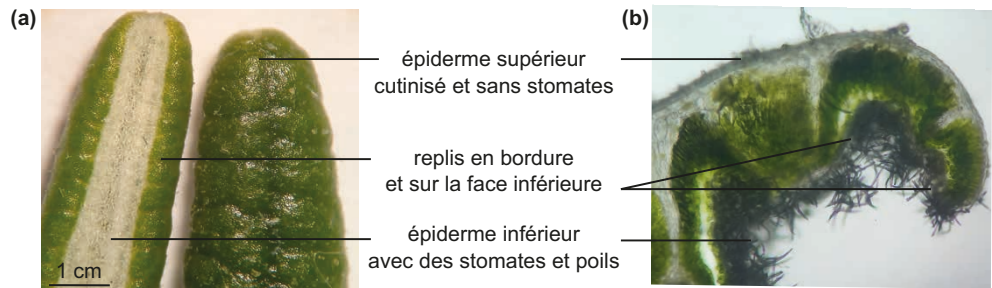 (a)
(b)
épiderme supérieur
cutinisé et sans stomates
replis en bordure
et sur la face inférieure
épiderme inférieur
avec des stomates et poils
1 cm